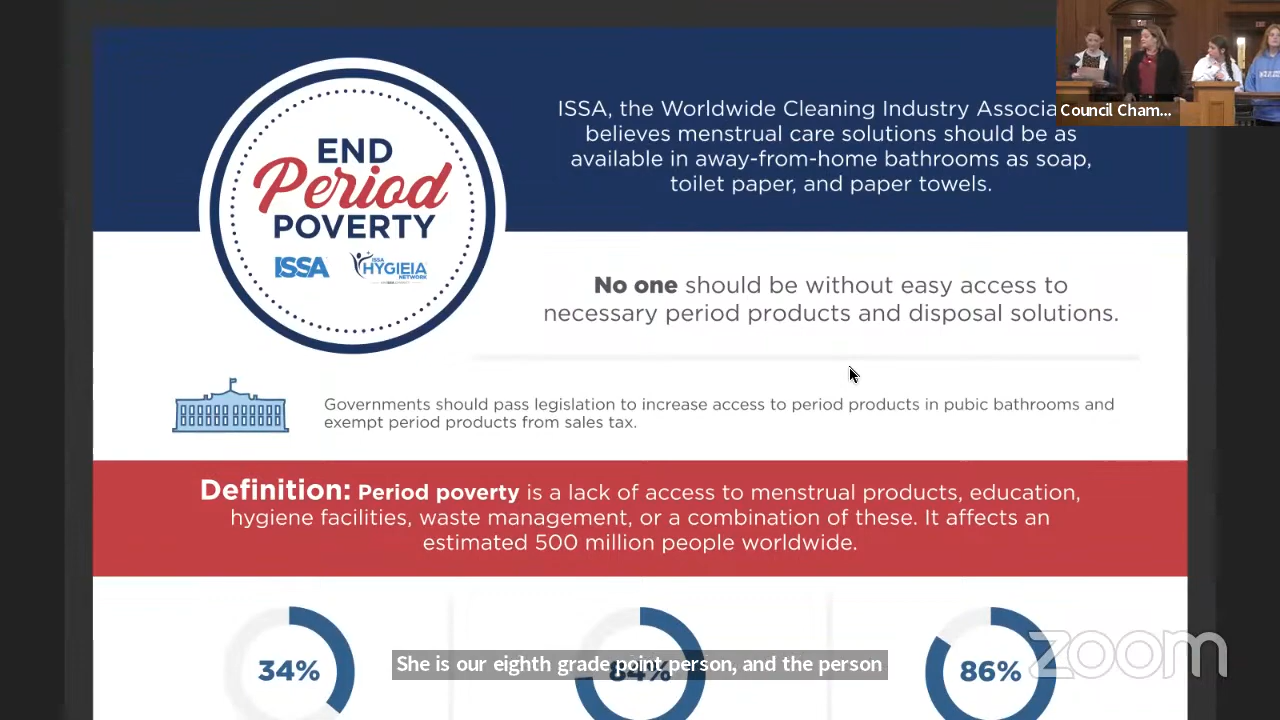 END
Period
POVERTY
ISSA
ISSA
HYGIEIA
NETWORK
ISSA, the Worldwide Cleaning Industry Associa
believes menstrual care solutions should be as
available in away-from-home bathrooms as soap,
toilet paper, and paper towels.
Council Cham...
No one should be without easy access to
necessary period products and disposal solutions.
Governments should pass legislation to increase access to period products in pubic bathrooms and
exempt period products from sales tax.
Definition: Period poverty is a lack of access to menstrual products, education,
hygiene facilities, waste management, or a combination of these. It affects an
estimated 500 million people worldwide.
34%
84%
86%
She is our eighth grade point person, and the person
zoom